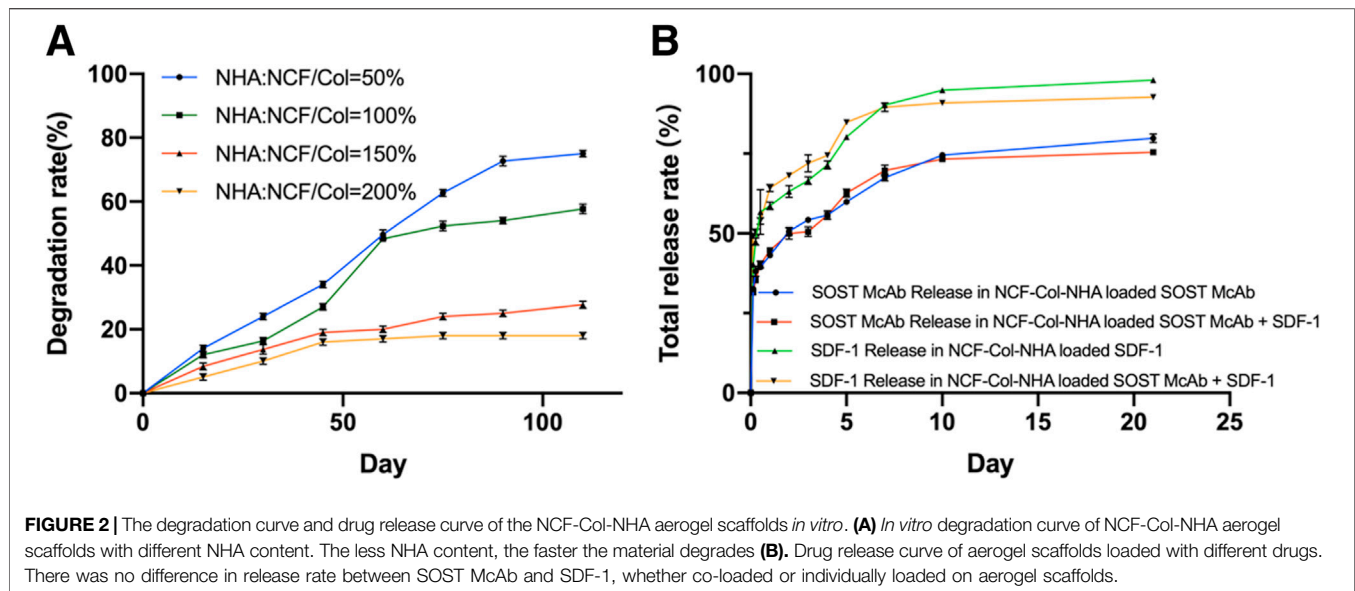 A
B
100
80
60
40
20
0
Degradation rate(%)
NHA:NCF/Col=50%
NHA:NCF/Col=100%
NHA:NCF/Col=150%
NHA:NCF/Col=200%
0
50
100
Day
100
50
0
Total release rate (%)
SOST McAb Release in NCF-Col-NHA loaded SOST McAb
SOST McAb Release in NCF-Col-NHA loaded SOST McAb + SDF-1
SDF-1 Release in NCF-Col-NHA loaded SDF-1
SDF-1 Release in NCF-Col-NHA loaded SOST McAb + SDF-1
0
5
10
15
20
25
Day
FIGURE 2 | The degradation curve and drug release curve of the NCF-Col-NHA aerogel scaffolds in vitro. (A) In vitro degradation curve of NCF-Col-NHA aerogel
scaffolds with different NHA content. The less NHA content, the faster the material degrades (B). Drug release curve of aerogel scaffolds loaded with different drugs.
There was no difference in release rate between SOST McAb and SDF-1, whether co-loaded or individually loaded on aerogel scaffolds.